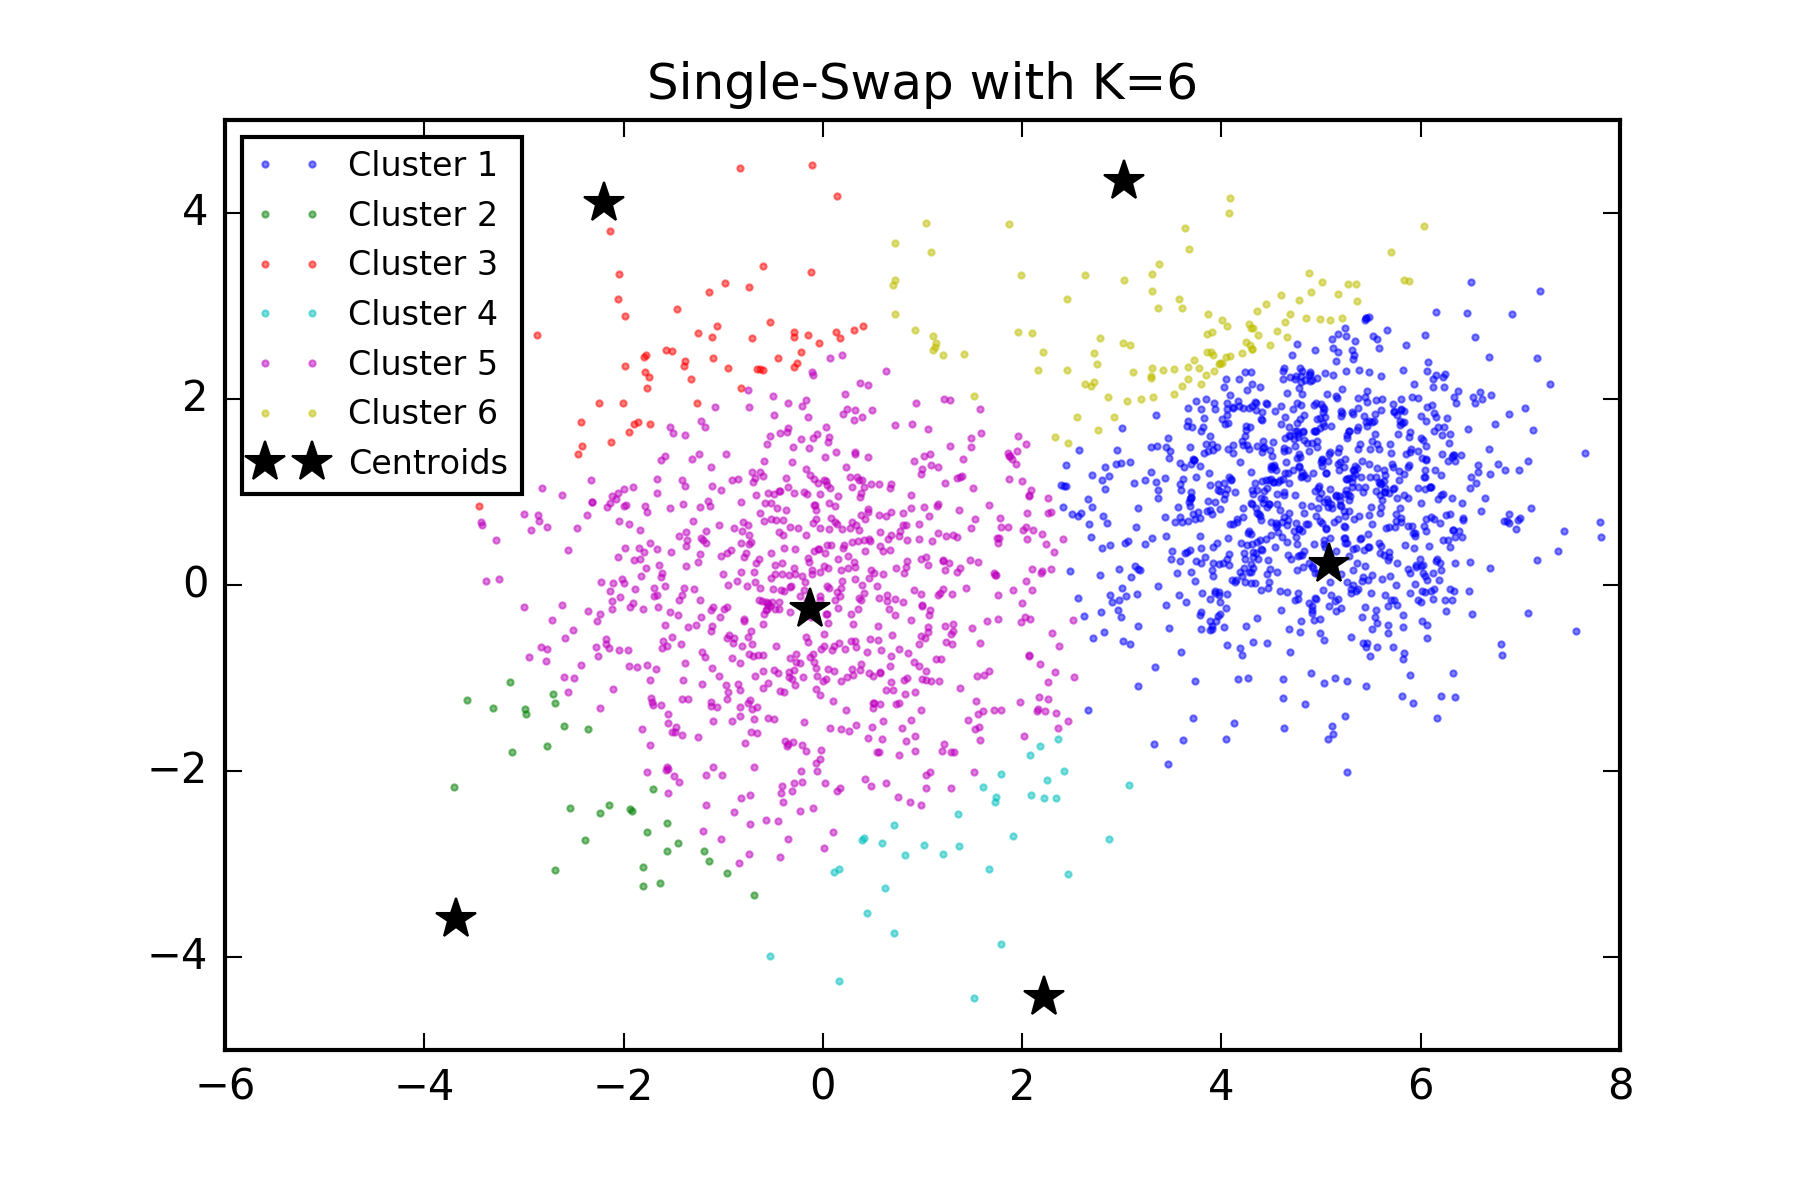 Single-Swap with K=6
Cluster 1
Cluster 2
Cluster 3
Cluster 4
Cluster 5
Cluster 6
Centroids
4
2
0
−2
−4
−6 −4 −2 0 2 4 6 8